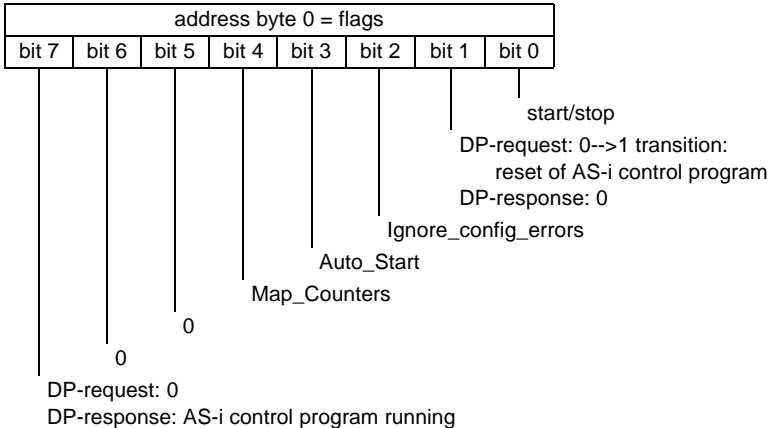 address byte 0 = flags
bit 7 bit 6 bit 5 bit 4 bit 3 bit 2 bit 1 bit 0
start/stop
DP-request: 0-->1 transition:
reset of AS-i control program
DP-response: 0
Ignore_config_errors
Auto_Start
Map_Counters
0
0
DP-request: 0
DP-response: AS-i control program running